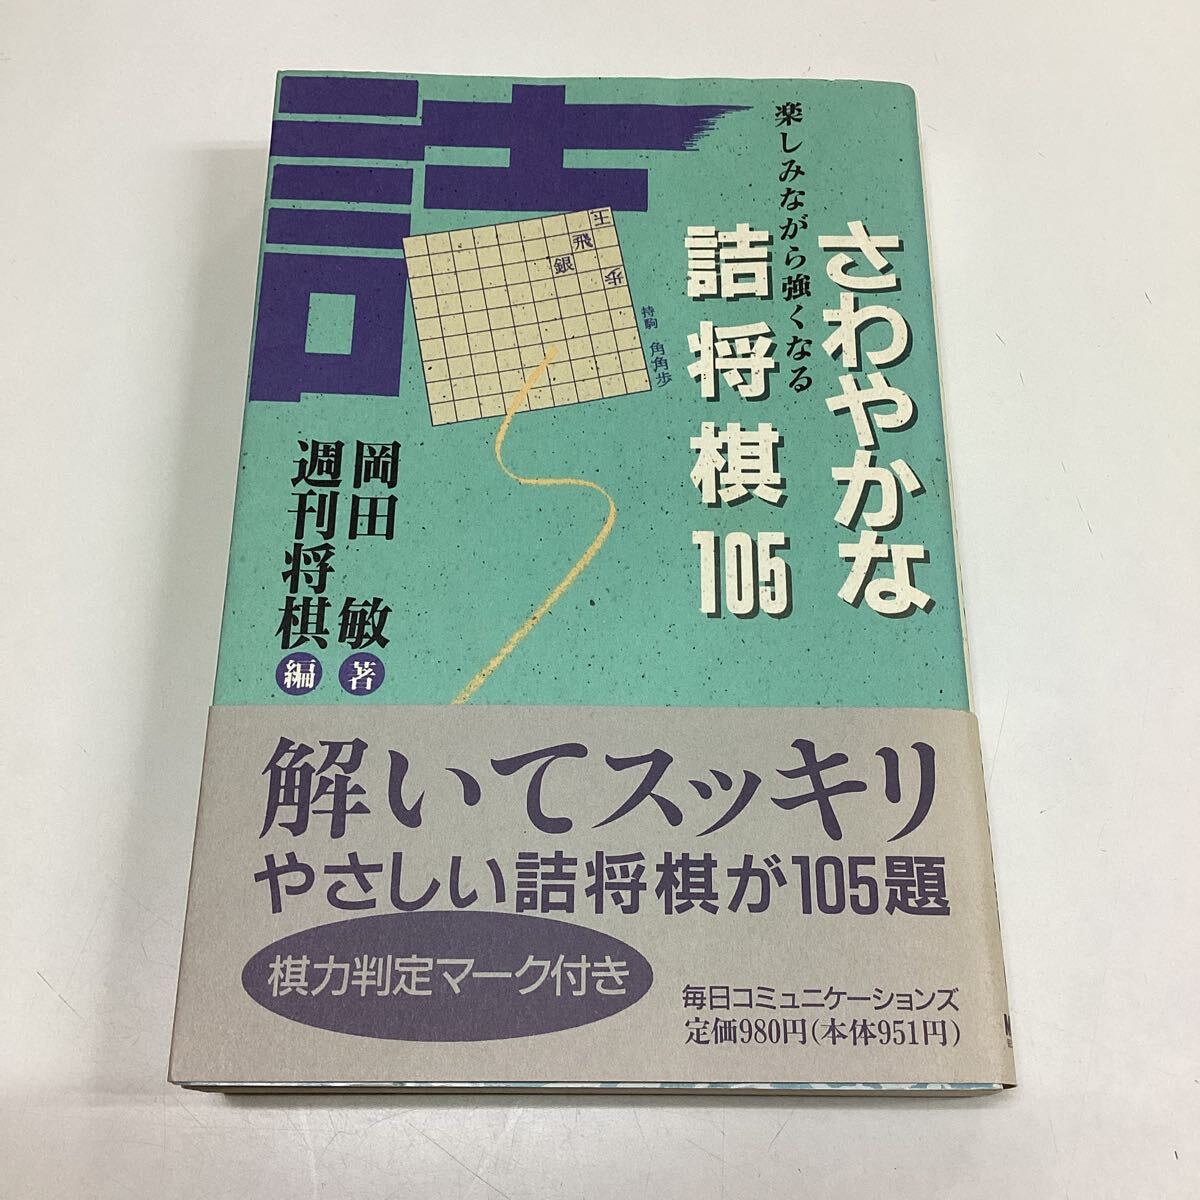 楽しみながら強くなる
さわやかな
詰将棋105
詰
王
飛
銀
歩
持駒 角角歩
岡田 敏 著
週刊将棋 編
解いてスッキリ
やさしい詰将棋が105題
棋力判定マーク付き
毎日コミュニケーションズ
定価980円(本体951円)